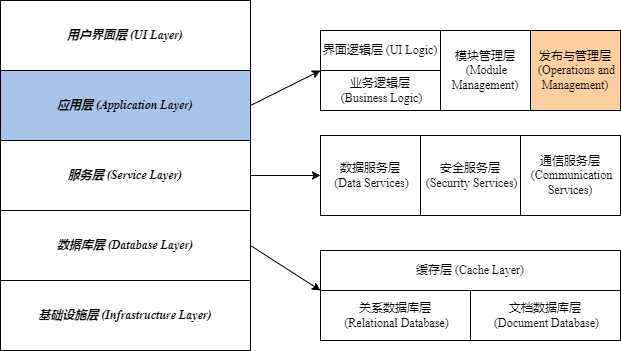 用户界面层 (UI Layer)
应用层 (Application Layer)
服务层 (Service Layer)
数据库层 (Database Layer)
基础设施层 (Infrastructure Layer)
界面逻辑层 (UI Logic)
业务逻辑层
(Business Logic)
模块管理层
(Module
Management)
发布与管理层
(Operations and
Management)
数据服务层
(Data Services)
安全服务层
(Security Services)
通信服务层
(Communication
Services)
缓存层 (Cache Layer)
关系数据库层
(Relational Database)
文档数据库层
(Document Database)